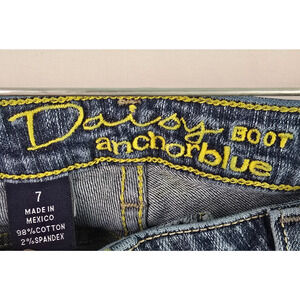 Daisy BOOT
anchorblue
7
MADE IN
MEXICO
98% COTTON
2% SPANDEX